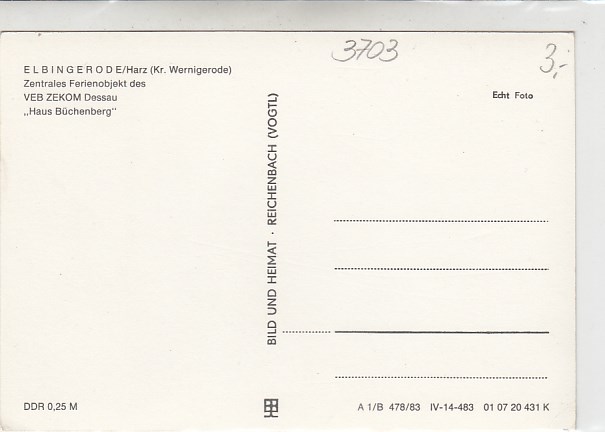 3703
3,-
ELBINGERODE/Harz (Kr. Wernigerode)
Zentrales Ferienobjekt des
VEB ZEKOM Dessau
„Haus Büchenberg"
Echt Foto
BILD UND HEIMAT · REICHENBACH (VOGTL)
DDR 0,25 M
A 1/B 478/83 IV-14-483 01 07 20 431 K